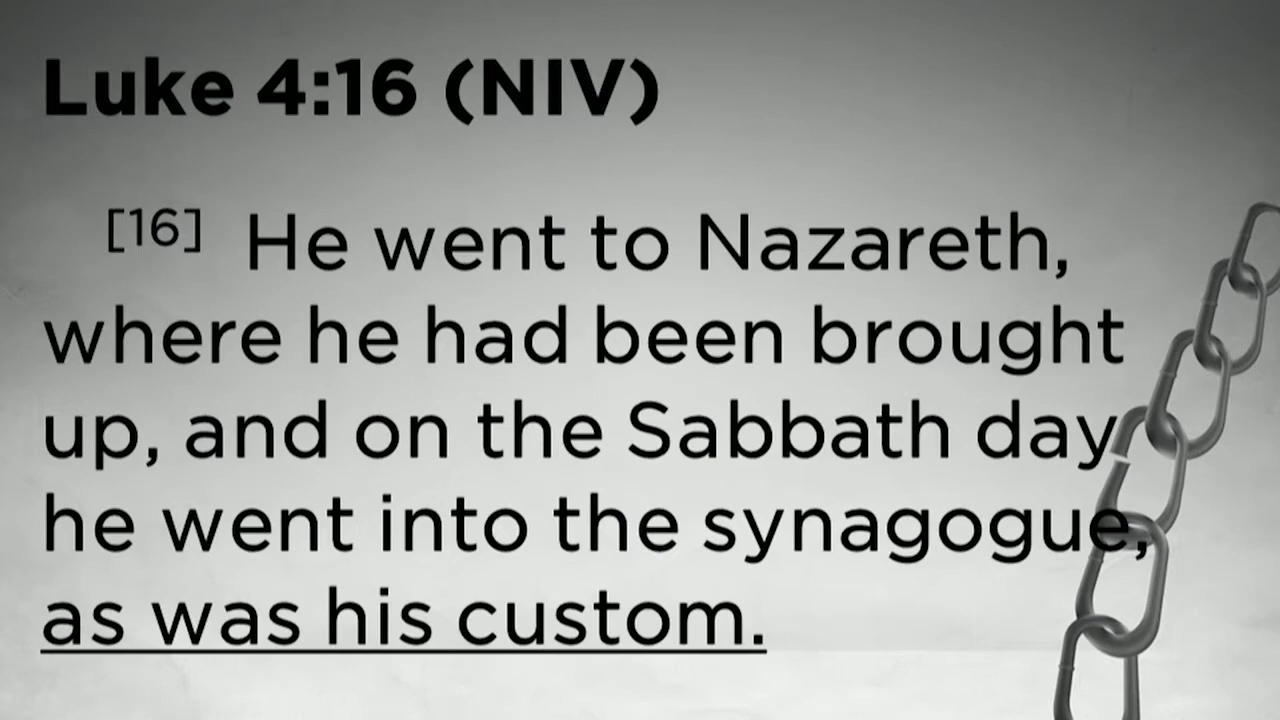 Luke 4:16 (NIV)
[16] He went to Nazareth,
where he had been brought
up, and on the Sabbath day
he went into the synagogue,
as was his custom.